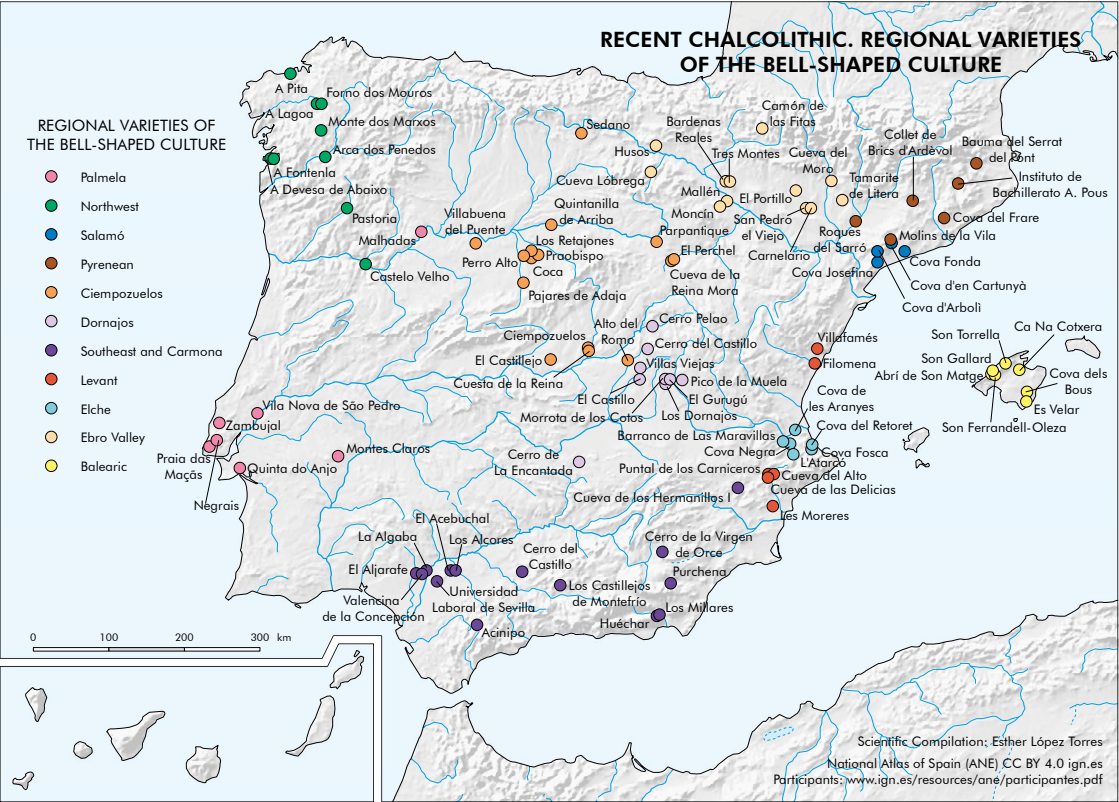 RECENT CHALCOLITHIC. REGIONAL VARIETIES
OF THE BELL-SHAPED CULTURE
REGIONAL VARIETIES OF
THE BELL-SHAPED CULTURE
Palmela
Northwest
Salamó
Pyrenean
Ciempozuelos
Dornajos
Southeast and Carmona
Levant
Elche
Ebro Valley
Balearic
A Pita
Forno dos Mouros
A Lagoa
Monte dos Marxos
Arca dos Penedos
A Fontenla
A Devesa de Abaixo
Pastoria
Malhadas
Castelo Velho
Villabuena
del Puente
Perro Alto
Quintanilla
de Arriba
Los Retajones
Praobispo
Coca
Pajares de Adaja
Sedano
Husos
Cueva Lóbrega
Bardenas
Reales
Camón de
las Fitas
Tres Montes
Cueva del
Moro
Mallén
El Portillo
Moncín
Parpantique
San Pedro
el Viejo
Carnelario
El Perchel
Cueva de la
Reina Mora
Tamarite
de Litera
Collet de
Brics d'Ardèvol
Bauma del Serrat
del Pont
Instituto de
Bachillerato A. Pous
Cova del Frare
Roques
del Sarró
Molins de la Vila
Cova Josefina
Cova Fonda
Cova d'en Cartunyà
Cova d'Arbolì
Ciempozuelos
Alto del
Romo
El Castillejo
Cuesta de la Reina
Cerro Pelao
Cerro del Castillo
Villas Viejas
Pico de la Muela
El Castillo
El Gurugú
Morrota de los Cotos
Los Dornajos
Villafamés
Filomena
Son Torrella
Ca Na Cotxera
Son Gallard
Abrí de Son Matge
Cova dels
Bous
Es Velar
Son Ferrandell-Oleza
Cova de
les Aranyes
Cova del Retoret
Barranco de Las Maravillas
Cova Negra
Cova Fosca
L'Atarcó
Puntal de los Carniceros
Cueva del Alto
Cueva de las Delicias
Cueva de los Hermanillos I
Les Moreres
Cerro de
La Encantada
Vila Nova de São Pedro
Zambujal
Praia das
Maçãs
Quinta do Anjo
Negrais
Montes Claros
El Acebuchal
La Algaba
Los Alcores
El Aljarafe
Valencina
de la Concepción
Universidad
Laboral de Sevilla
Acinipo
Cerro del
Castillo
Los Castillejos
de Montefrío
Cerro de la Virgen
de Orce
Purchena
Los Millares
Huéchar
0 100 200 300 km
Scientific Compilation: Esther López Torres
National Atlas of Spain (ANE) CC BY 4.0 ign.es
Participants: www.ign.es/resources/ane/participantes.pdf